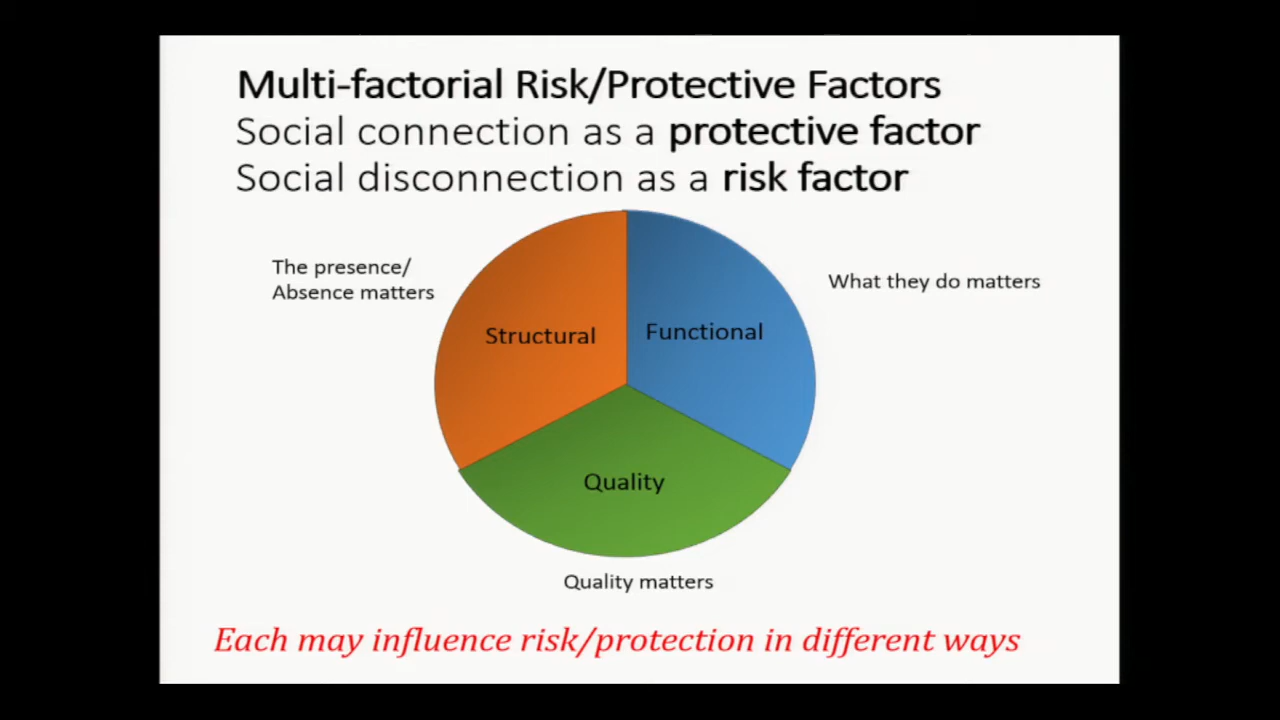 Multi-factorial Risk/Protective Factors
Social connection as a protective factor
Social disconnection as a risk factor
The presence/
Absence matters
What they do matters
Structural
Functional
Quality
Quality matters
Each may influence risk/protection in different ways